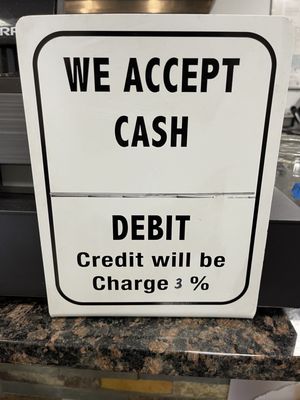 WE ACCEPT
CASH
DEBIT
Credit will be
Charge 3 %